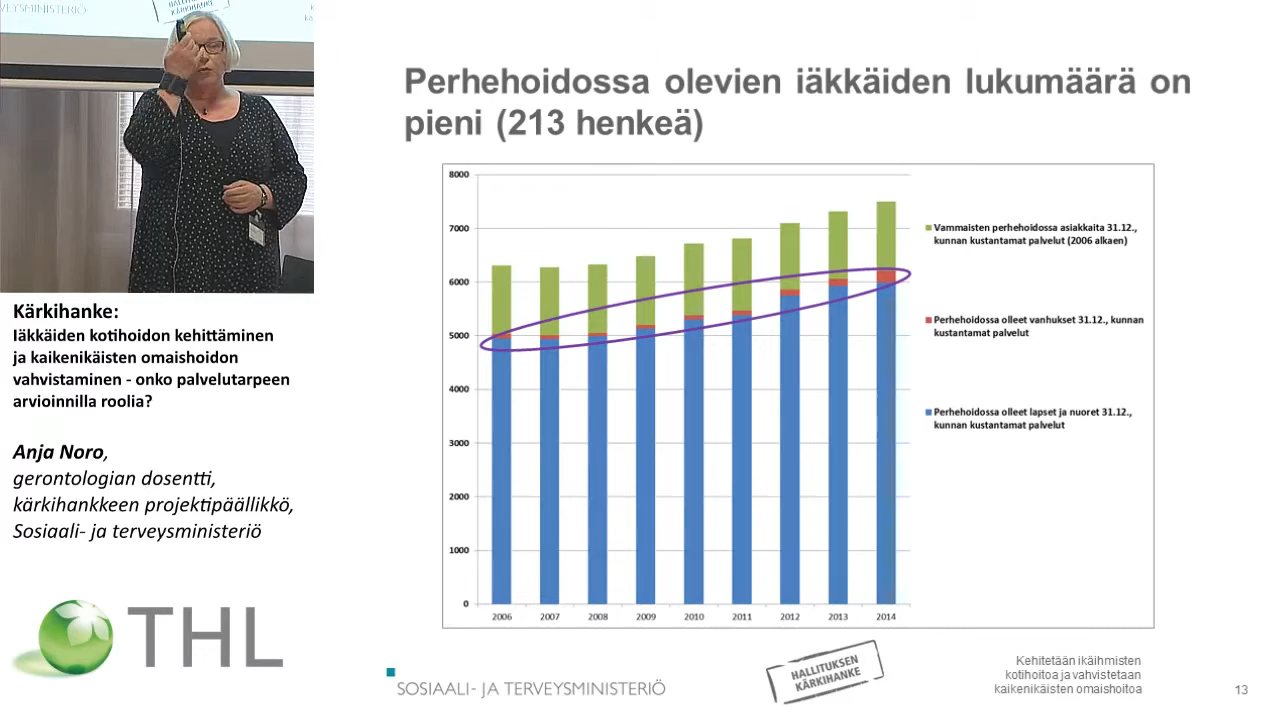 VEYSMINISTERIÖ
HALLITUKSEN
KÄRKIHANKE
Kärkihanke:
Iäkkäiden kotihoidon kehittäminen
ja kaikenikäisten omaishoidon
vahvistaminen - onko palvelutarpeen
arvioinnilla roolia?
Anja Noro,
gerontologian dosentti,
kärkihankkeen projektipäällikkö,
Sosiaali- ja terveysministeriö
THL
Perhehoidossa olevien iäkkäiden lukumäärä on
pieni (213 henkeä)
8000
7000
6000
5000
4000
3000
2000
1000
0
2006 2007 2008 2009 2010 2011 2012 2013 2014
Vammaisten perhehoidossa asiakkaita 31.12.,
kunnan kustantamat palvelut (2006 alkaen)
Perhehoidossa olleet vanhukset 31.12., kunnan
kustantamat palvelut
Perhehoidossa olleet lapset ja nuoret 31.12.,
kunnan kustantamat palvelut
SOSIAALI- JA TERVEYSMINISTERIÖ
HALLITUKSEN
KÄRKIHANKE
Kehitetään ikäihmisten
kotihoitoa ja vahvistetaan
kaikenikäisten omaishoitoa
13